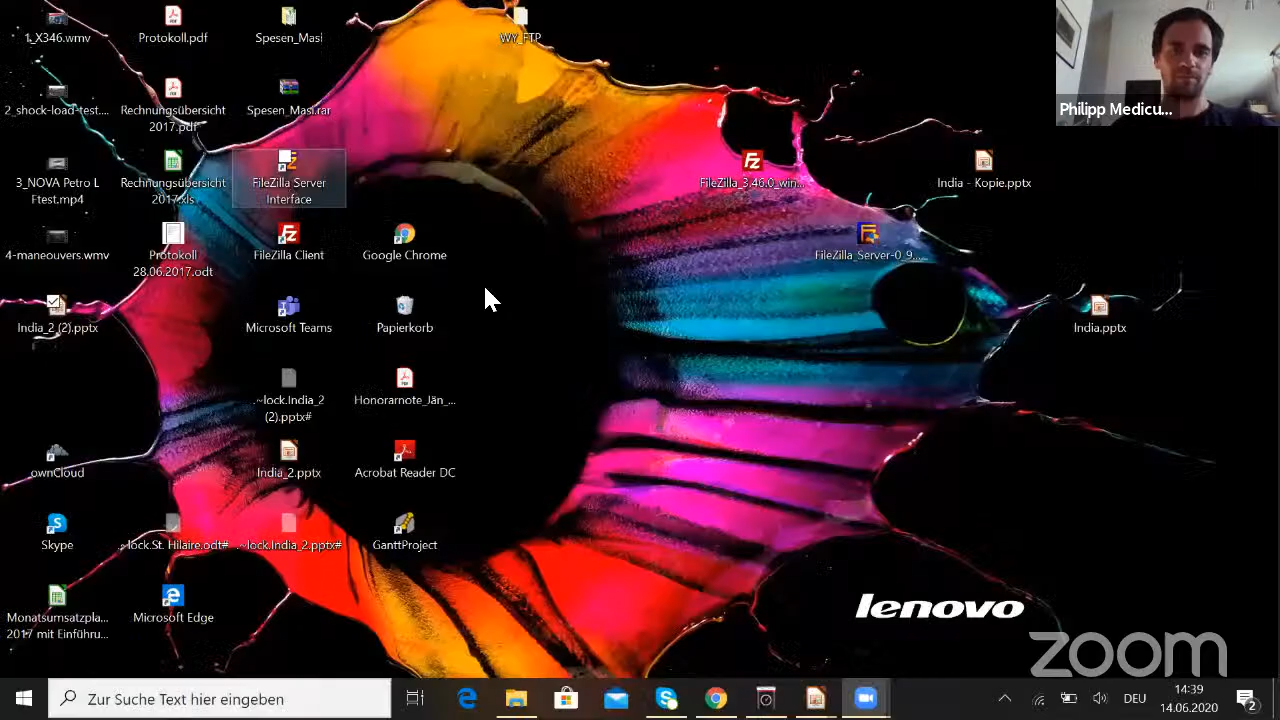 1_X346.wmv
Protokoll.pdf
Spesen_Masi
WY_FTP
Philipp Medicu...
2_shock-load-test....
Rechnungsübersicht
2017.pdf
Spesen_Masi.rar
3_NOVA Petro L
Ftest.mp4
Rechnungsübersicht
2017.xls
FileZilla Server
Interface
FileZilla_3.46.0_win...
India - Kopie.pptx
4-maneouvers.wmv
Protokoll
28.06.2017.odt
FileZilla Client
Google Chrome
FileZilla_Server-0_9....
India_2 (2).pptx
Microsoft Teams
Papierkorb
India.pptx
.~lock.India_2
(2).pptx#
Honorarnote_Jän_...
ownCloud
India_2.pptx
Acrobat Reader DC
Skype
.~lock.St. Hilaire.odt#
.~lock.India_2.pptx#
GanttProject
Monatsumsatzpla...
2017 mit Einführu...
Microsoft Edge
lenovo
zoom
Zur Suche Text hier eingeben
DEU
14:39
14.06.2020
2